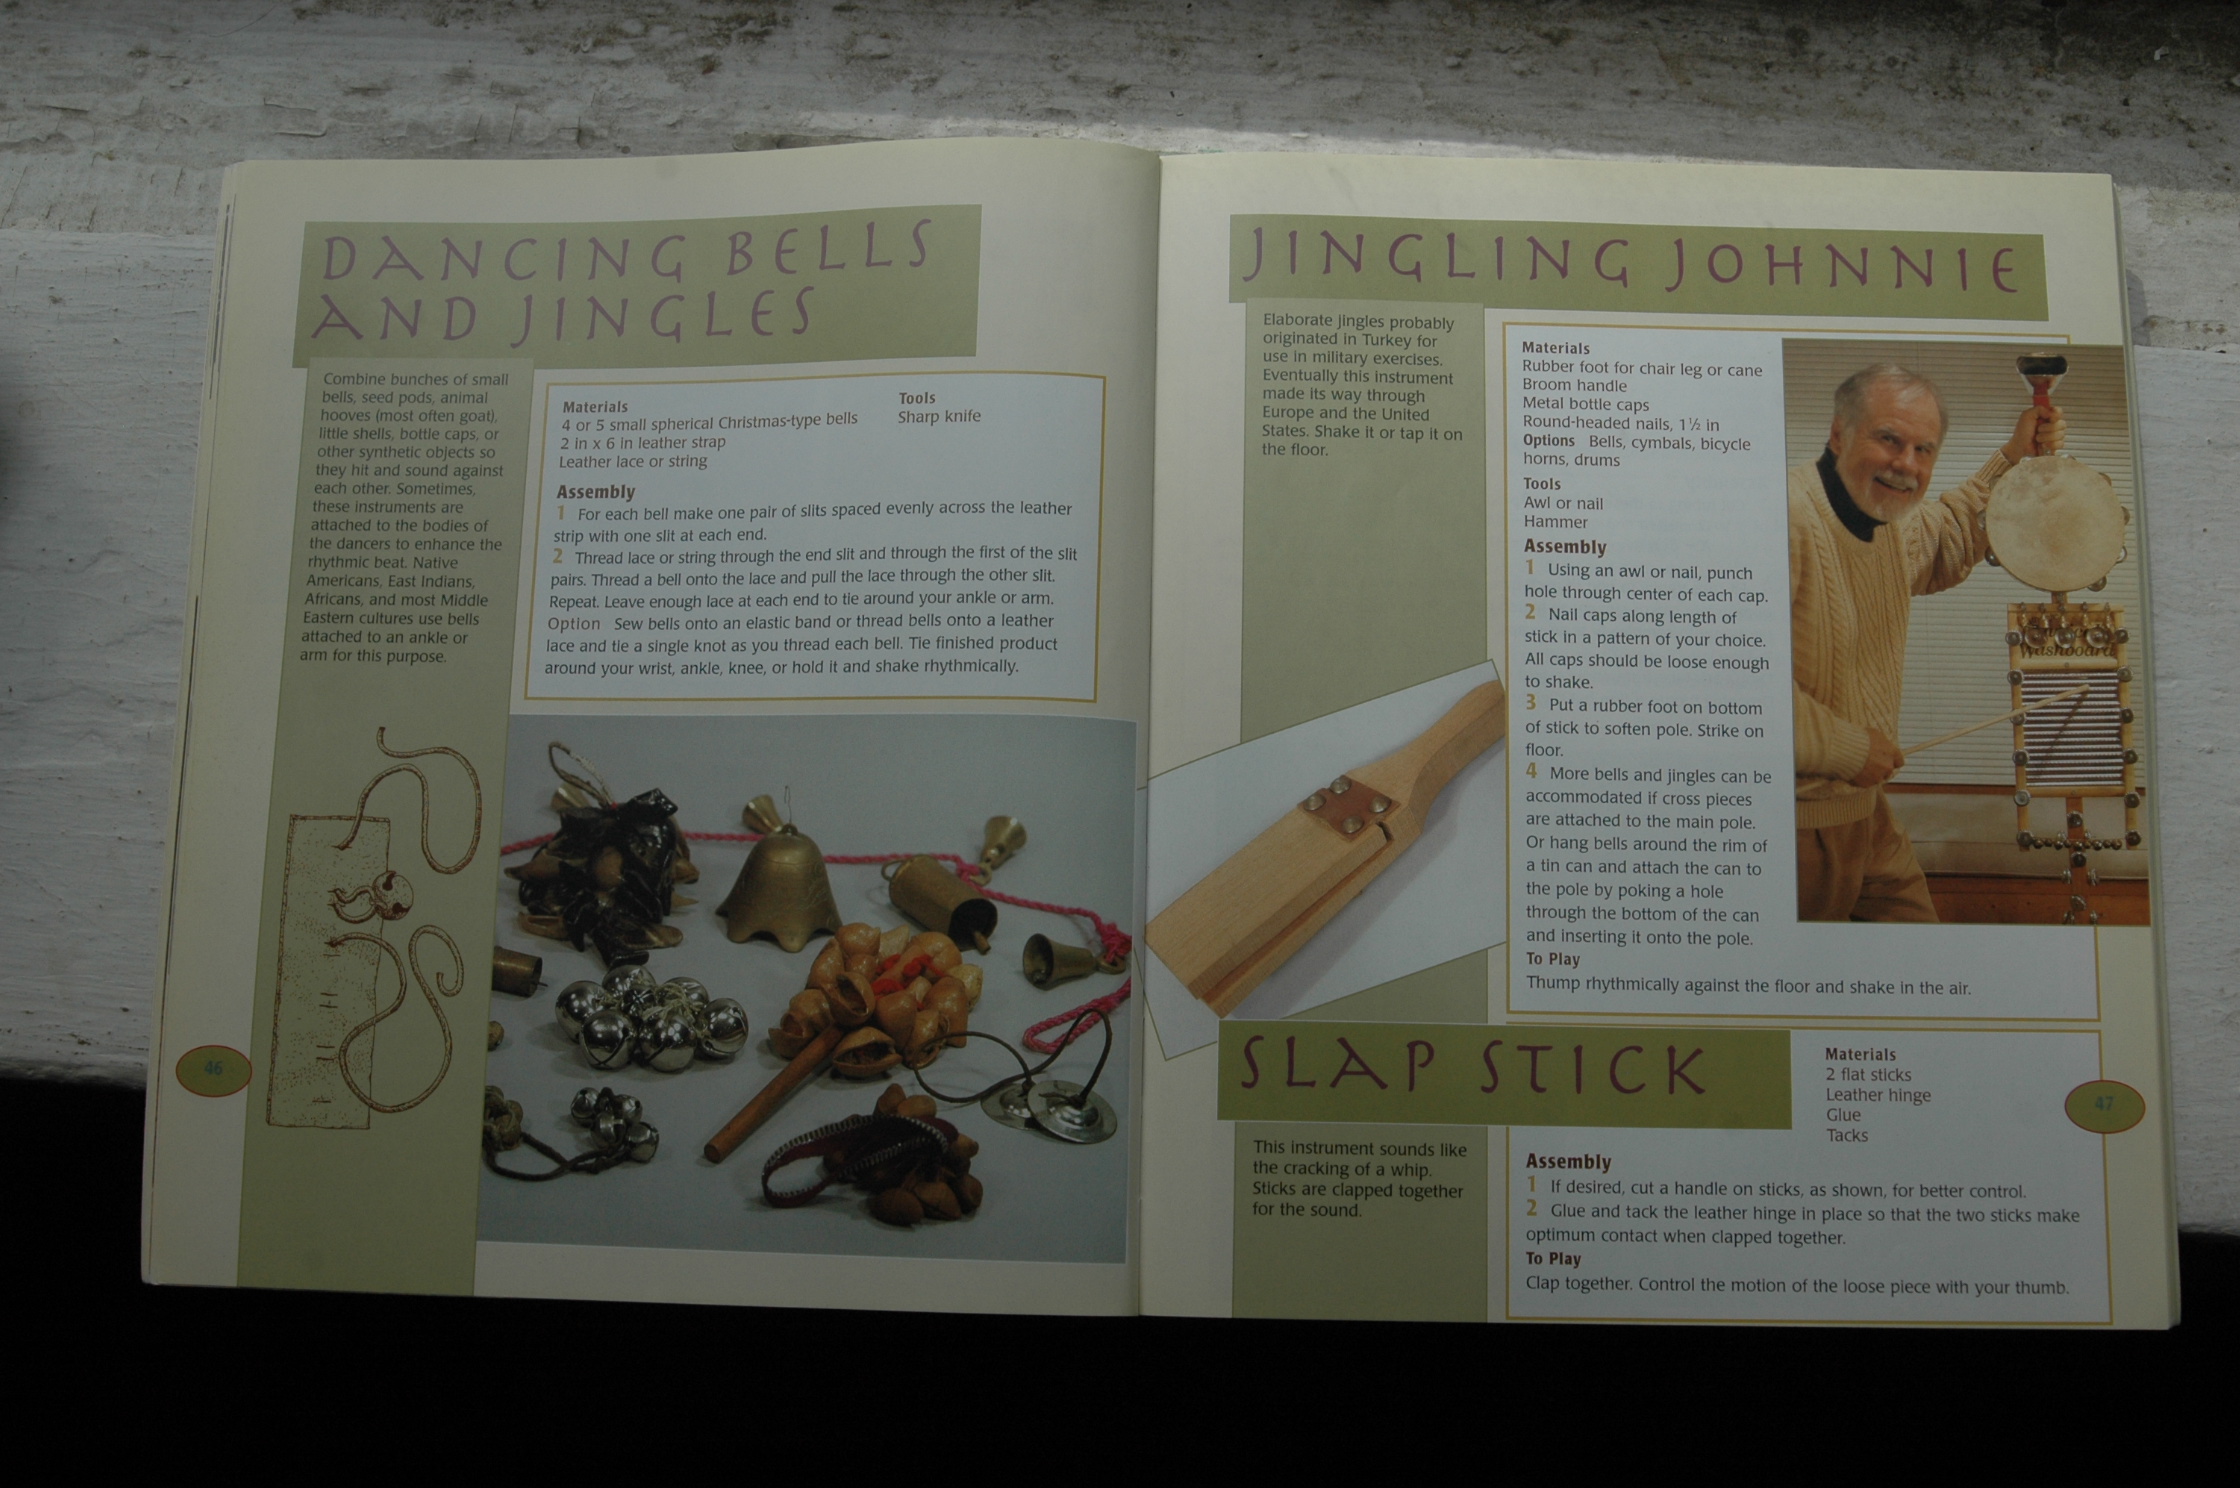 DANCING BELLS
AND JINGLES
Combine bunches of small
bells, seed pods, animal
hooves (most often goat),
little shells, bottle caps, or
other synthetic objects so
they hit and sound against
each other. Sometimes,
these instruments are
attached to the bodies of
the dancers to enhance the
rhythmic beat. Native
Americans, East Indians,
Africans, and most Middle
Eastern cultures use bells
attached to an ankle or
arm for this purpose.
Materials
4 or 5 small spherical Christmas-type bells
2 in x 6 in leather strap
Leather lace or string
Tools
Sharp knife
Assembly
1 For each bell make one pair of slits spaced evenly across the leather
strip with one slit at each end.
2 Thread lace or string through the end slit and through the first of the slit
pairs. Thread a bell onto the lace and pull the lace through the other slit.
Repeat. Leave enough lace at each end to tie around your ankle or arm.
Option Sew bells onto an elastic band or thread bells onto a leather
lace and tie a single knot as you thread each bell. Tie finished product
around your wrist, ankle, knee, or hold it and shake rhythmically.
46
JINGLING JOHNNIE
Elaborate jingles probably
originated in Turkey for
use in military exercises.
Eventually this instrument
made its way through
Europe and the United
States. Shake it or tap it on
the floor.
Materials
Rubber foot for chair leg or cane
Broom handle
Metal bottle caps
Round-headed nails, 1½ in
Options Bells, cymbals, bicycle
horns, drums
Tools
Awl or nail
Hammer
Assembly
1 Using an awl or nail, punch
hole through center of each cap.
2 Nail caps along length of
stick in a pattern of your choice.
All caps should be loose enough
to shake.
3 Put a rubber foot on bottom
of stick to soften pole. Strike on
floor.
4 More bells and jingles can be
accommodated if cross pieces
are attached to the main pole.
Or hang bells around the rim of
a tin can and attach the can to
the pole by poking a hole
through the bottom of the can
and inserting it onto the pole.
To Play
Thump rhythmically against the floor and shake in the air.
Washboard
SLAP STICK
This instrument sounds like
the cracking of a whip.
Sticks are clapped together
for the sound.
Materials
2 flat sticks
Leather hinge
Glue
Tacks
Assembly
1 If desired, cut a handle on sticks, as shown, for better control.
2 Glue and tack the leather hinge in place so that the two sticks make
optimum contact when clapped together.
To Play
Clap together. Control the motion of the loose piece with your thumb.
47